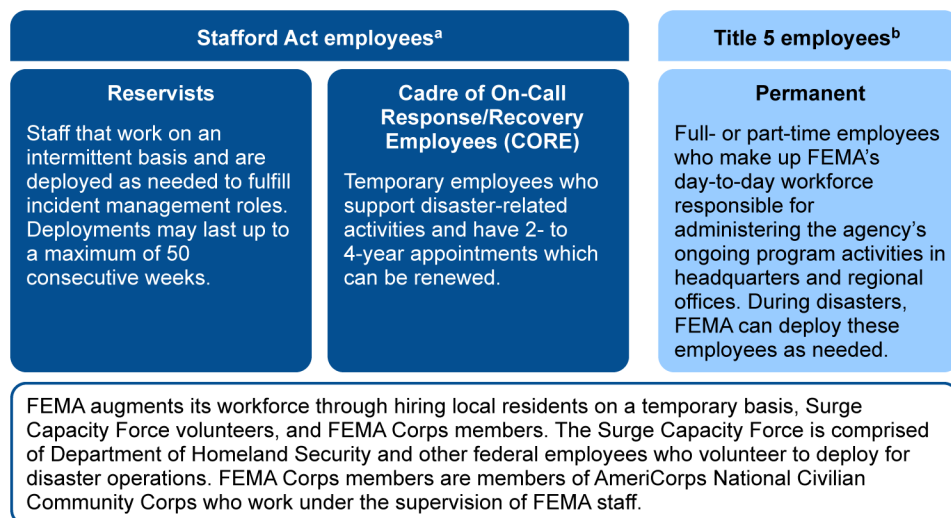 Stafford Act employeesᵃ
Title 5 employeesᵇ
Reservists
Staff that work on an
intermittent basis and are
deployed as needed to fulfill
incident management roles.
Deployments may last up to
a maximum of 50
consecutive weeks.
Cadre of On-Call
Response/Recovery
Employees (CORE)
Temporary employees who
support disaster-related
activities and have 2- to
4-year appointments which
can be renewed.
Permanent
Full- or part-time employees
who make up FEMA’s
day-to-day workforce
responsible for
administering the agency’s
ongoing program activities in
headquarters and regional
offices. During disasters,
FEMA can deploy these
employees as needed.
FEMA augments its workforce through hiring local residents on a temporary basis, Surge
Capacity Force volunteers, and FEMA Corps members. The Surge Capacity Force is comprised
of Department of Homeland Security and other federal employees who volunteer to deploy for
disaster operations. FEMA Corps members are members of AmeriCorps National Civilian
Community Corps who work under the supervision of FEMA staff.